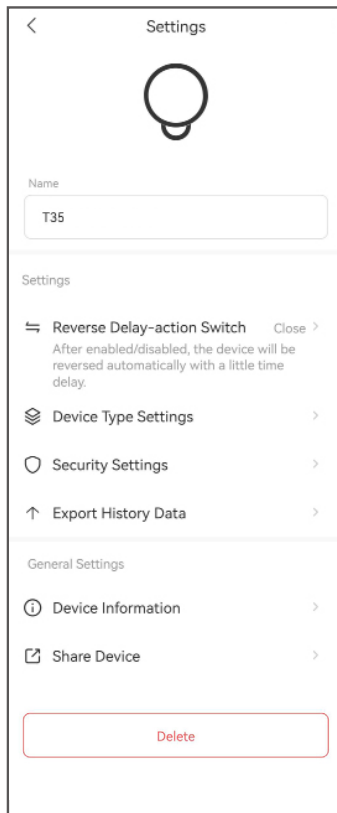 Settings
Name
T35
Settings
Reverse Delay-action Switch Close
After enabled/disabled, the device will be
reversed automatically with a little time
delay.
Device Type Settings
Security Settings
Export History Data
General Settings
Device Information
Share Device
Delete